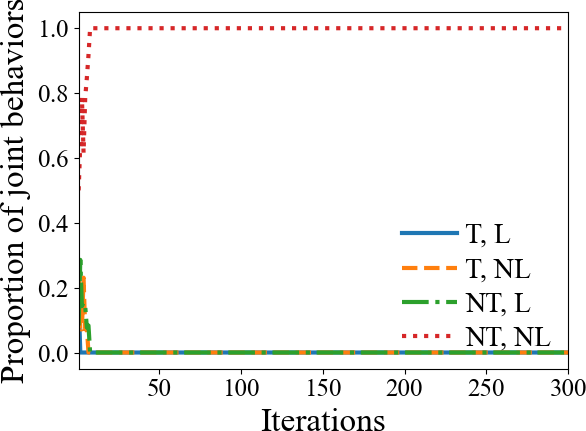 Proportion of joint behaviors
1.0
0.8
0.6
0.4
0.2
0.0
T, L
T, NL
NT, L
NT, NL
50 100 150 200 250 300
Iterations